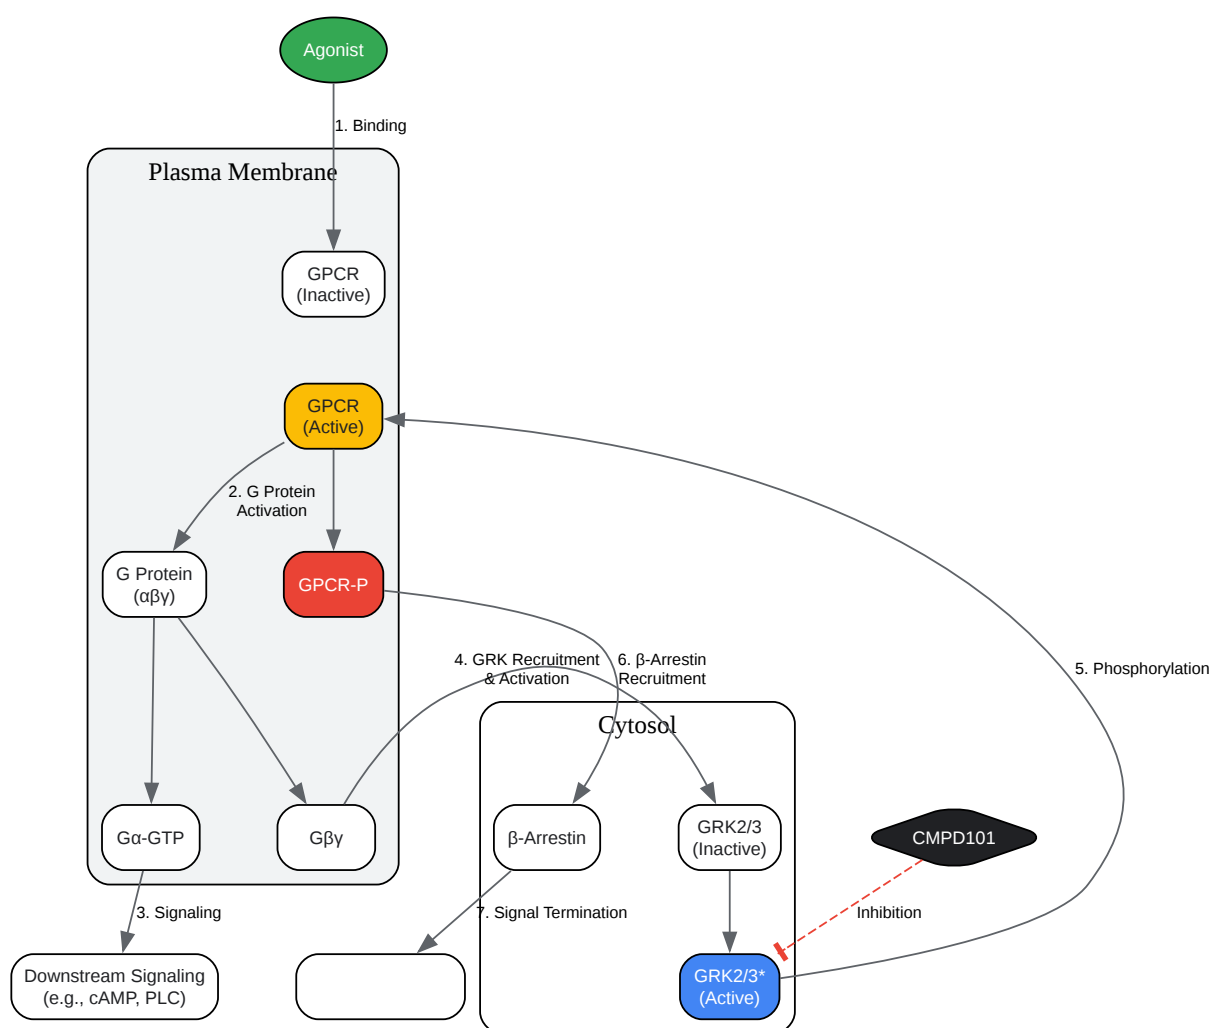 Agonist
1. Binding
Plasma Membrane
GPCR
(Inactive)
GPCR
(Active)
2. G Protein
Activation
G Protein
(αβγ)
GPCR-P
4. GRK Recruitment
& Activation
6. β-Arrestin
Recruitment
5. Phosphorylation
Cytosol
Gα-GTP
Gβγ
β-Arrestin
GRK2/3
(Inactive)
CMPD101
3. Signaling
7. Signal Termination
Inhibition
Downstream Signaling
(e.g., cAMP, PLC)
GRK2/3*
(Active)